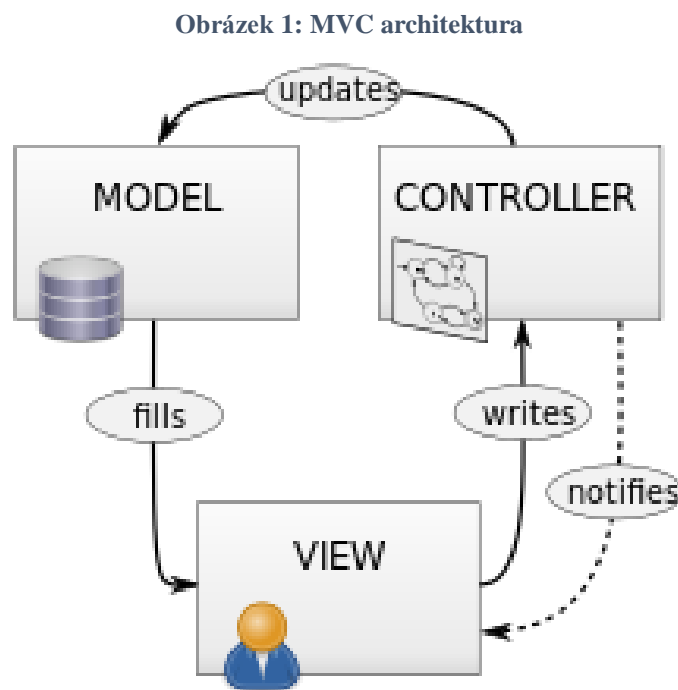 Obrázek 1: MVC architektura
updates
MODEL
CONTROLLER
fills
writes
notifies
VIEW